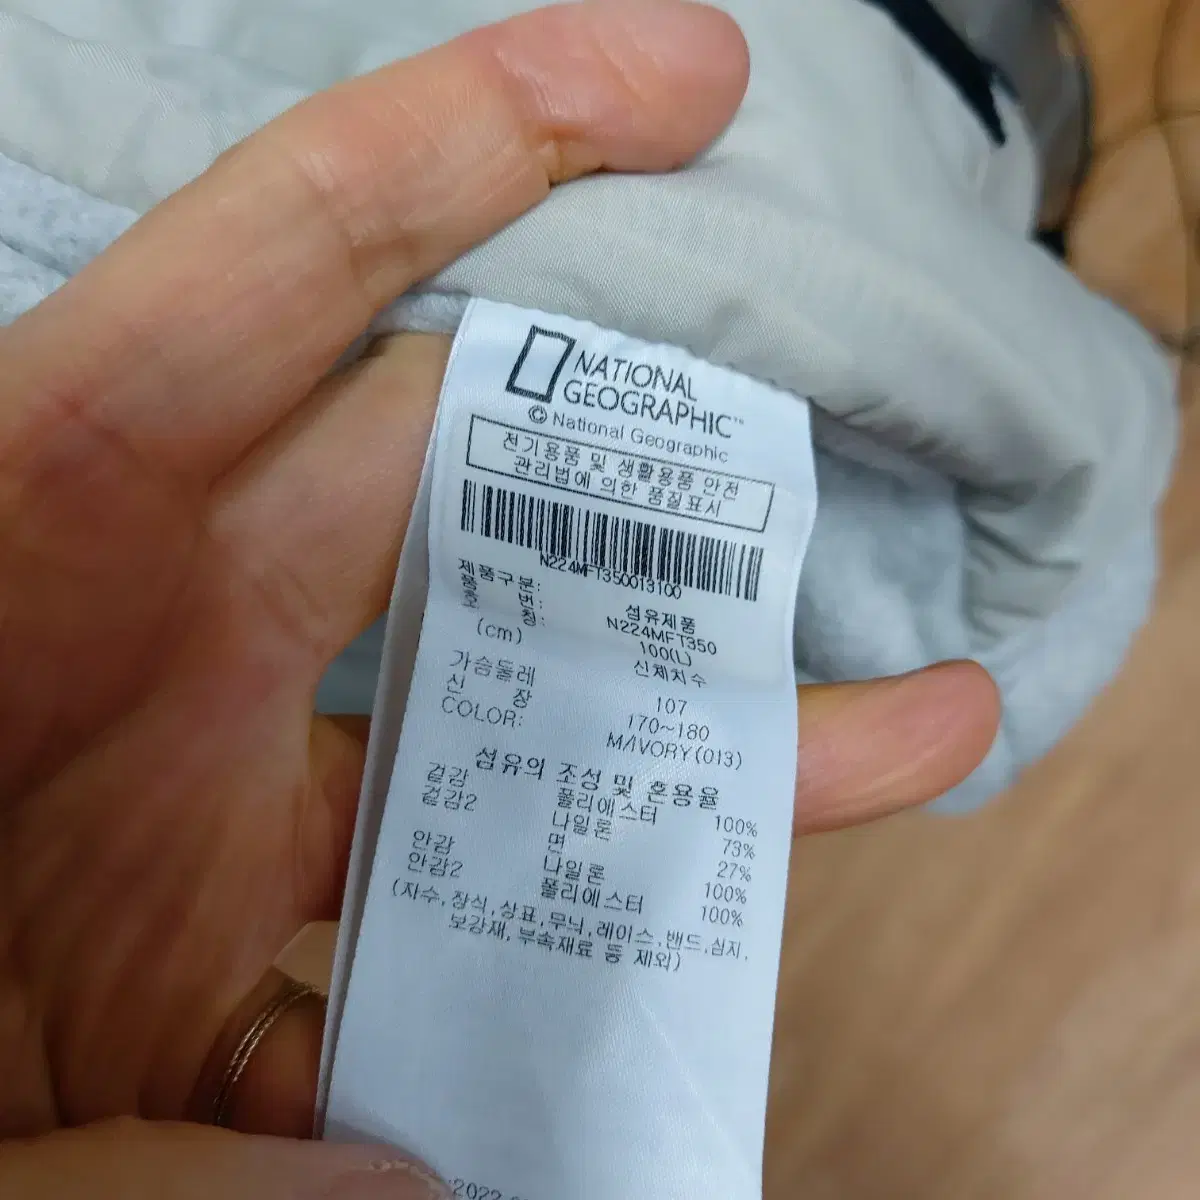 NATIONAL
GEOGRAPHIC™
© National Geographic
전기용품 및 생활용품 안전
관리법에 의한 품질표시
N224MFT350013100
제품구분: 섬유제품
품 번: N224MFT350
호 칭: 100(L)
(cm) 신체치수
가슴둘레 107
신 장 170~180
COLOR: M/IVORY(013)
섬유의 조성 및 혼용율
겉감 폴리에스터 100%
겉감2 나일론 73%
면 27%
안감 나일론 100%
안감2 폴리에스터 100%
(자수,장식,상표,무늬,레이스,밴드,심지,
보강재,부속재료 등 제외)
2022